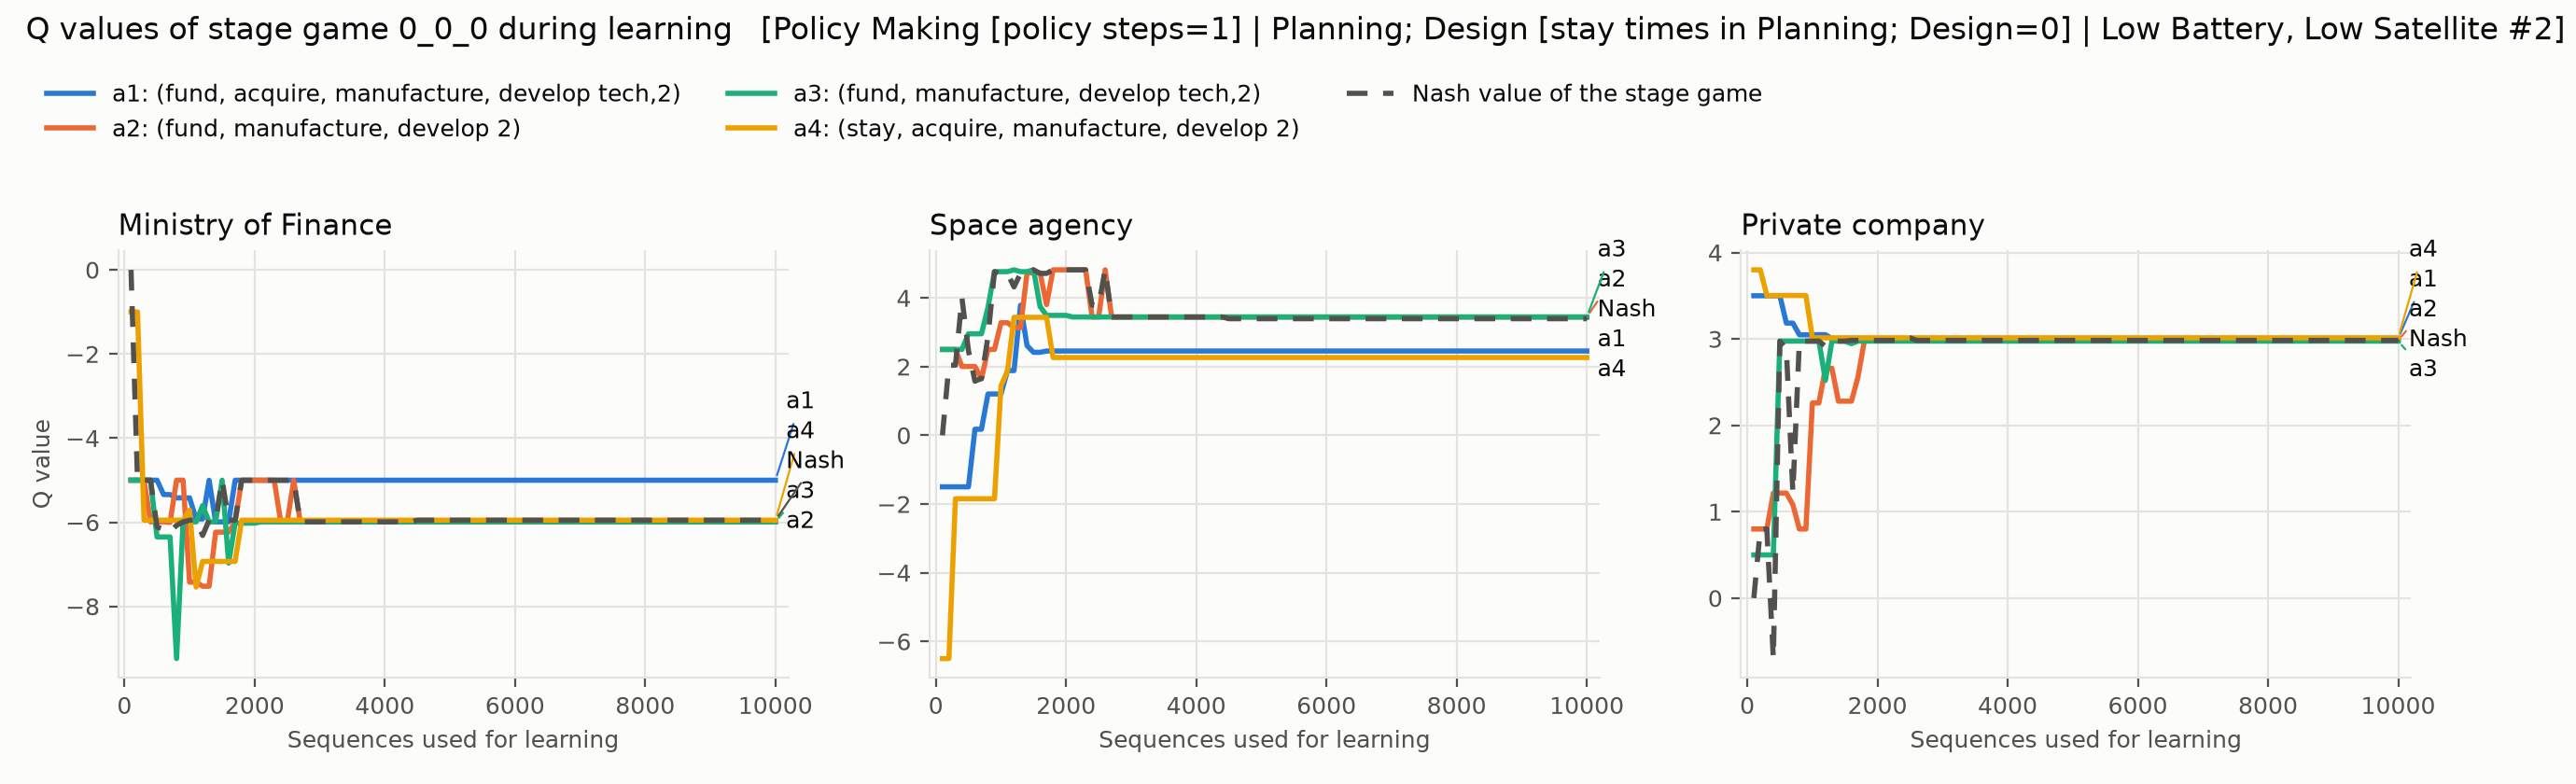 Q values of stage game 0_0_0 during learning   [Policy Making [policy steps=1] | Planning; Design [stay times in Planning; Design=0] | Low Battery, Low Satellite #2]
a1: (fund, acquire, manufacture, develop tech,2)
a2: (fund, manufacture, develop 2)
a3: (fund, manufacture, develop tech,2)
a4: (stay, acquire, manufacture, develop 2)
Nash value of the stage game
Ministry of Finance
Q value
0
−2
−4
−6
−8
a1
a4
Nash
a3
a2
0 2000 4000 6000 8000 10000
Sequences used for learning
Space agency
4
2
0
−2
−4
−6
a3
a2
Nash
a1
a4
0 2000 4000 6000 8000 10000
Sequences used for learning
Private company
4
3
2
1
0
a4
a1
a2
Nash
a3
0 2000 4000 6000 8000 10000
Sequences used for learning